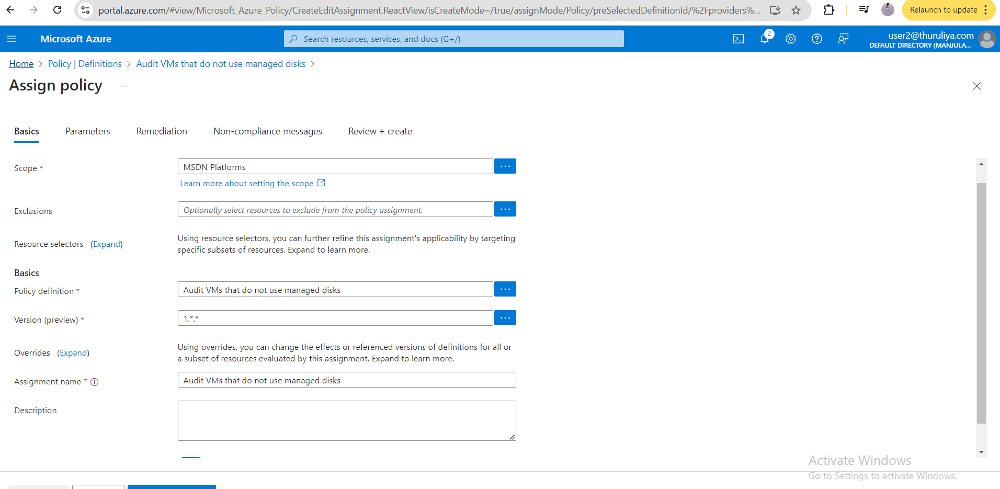 portal.azure.com/#view/Microsoft_Azure_Policy/CreateEditAssignment.ReactView/isCreateMode~/true/assignMode/Policy/preSelectedDefinitionId/%2Fproviders%...
Relaunch to update
Microsoft Azure
Search resources, services, and docs (G+/)
2
user2@thuruliya.com
DEFAULT DIRECTORY (MANJULA...
Home > Policy | Definitions > Audit VMs that do not use managed disks >
Assign policy ...
Basics Parameters Remediation Non-compliance messages Review + create
Scope * MSDN Platforms ...
Learn more about setting the scope
Exclusions Optionally select resources to exclude from the policy assignment. ...
Resource selectors (Expand) Using resource selectors, you can further refine this assignment's applicability by targeting
specific subsets of resources. Expand to learn more.
Basics
Policy definition * Audit VMs that do not use managed disks ...
Version (preview) * 1.*.* ...
Overrides (Expand) Using overrides, you can change the effects or referenced versions of definitions for all or
a subset of resources evaluated by this assignment. Expand to learn more.
Assignment name * Audit VMs that do not use managed disks
Description
Activate Windows
Go to Settings to activate Windows.